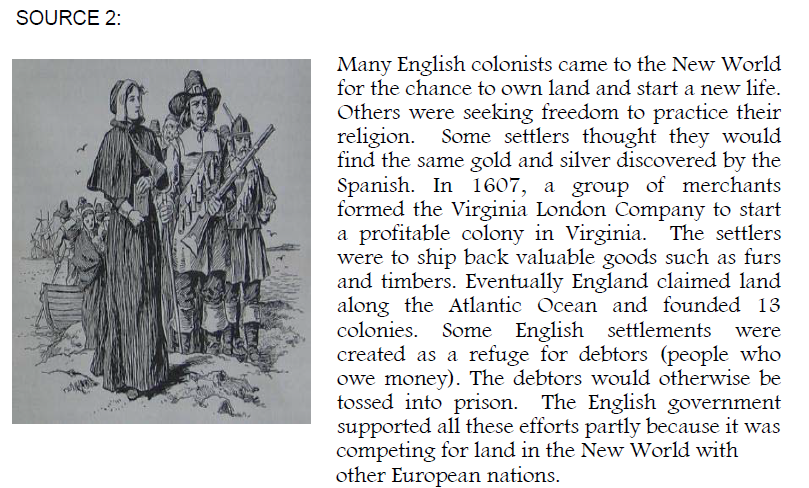 SOURCE 2:
Many English colonists came to the New World
for the chance to own land and start a new life.
Others were seeking freedom to practice their
religion. Some settlers thought they would
find the same gold and silver discovered by the
Spanish. In 1607, a group of merchants
formed the Virginia London Company to start
a profitable colony in Virginia. The settlers
were to ship back valuable goods such as furs
and timbers. Eventually England claimed land
along the Atlantic Ocean and founded 13
colonies. Some English settlements were
created as a refuge for debtors (people who
owe money). The debtors would otherwise be
tossed into prison. The English government
supported all these efforts partly because it was
competing for land in the New World with
other European nations.